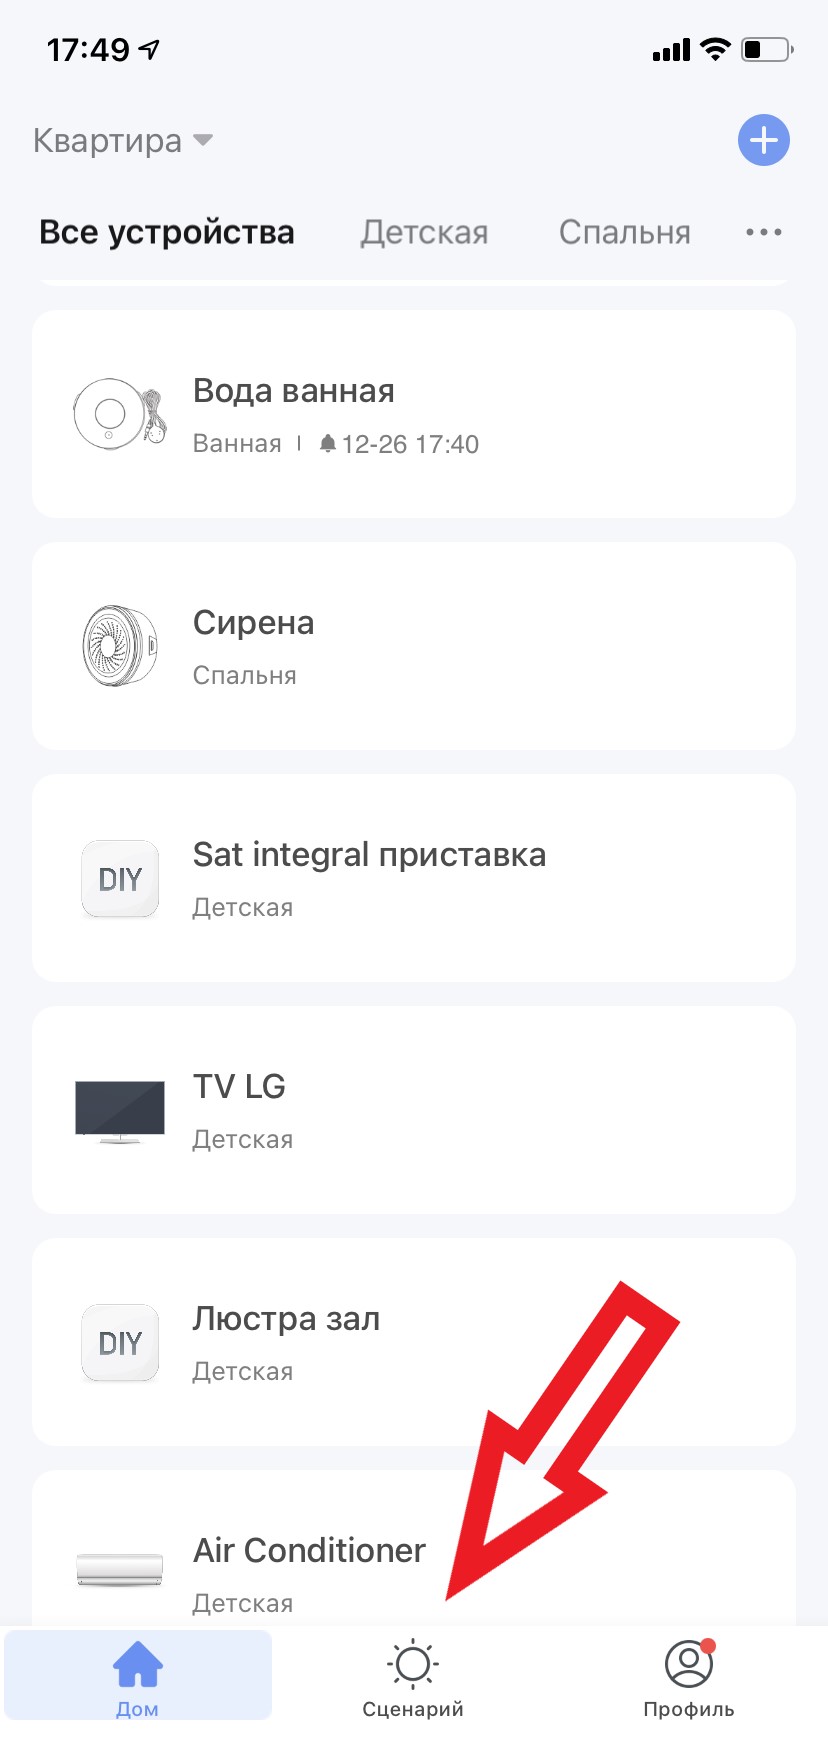 17:49
Квартира
Все устройства Детская Спальня
Вода ванная
Ванная | 12-26 17:40
Сирена
Спальня
DIY
Sat integral приставка
Детская
TV LG
Детская
DIY
Люстра зал
Детская
Air Conditioner
Детская
Дом Сценарий Профиль